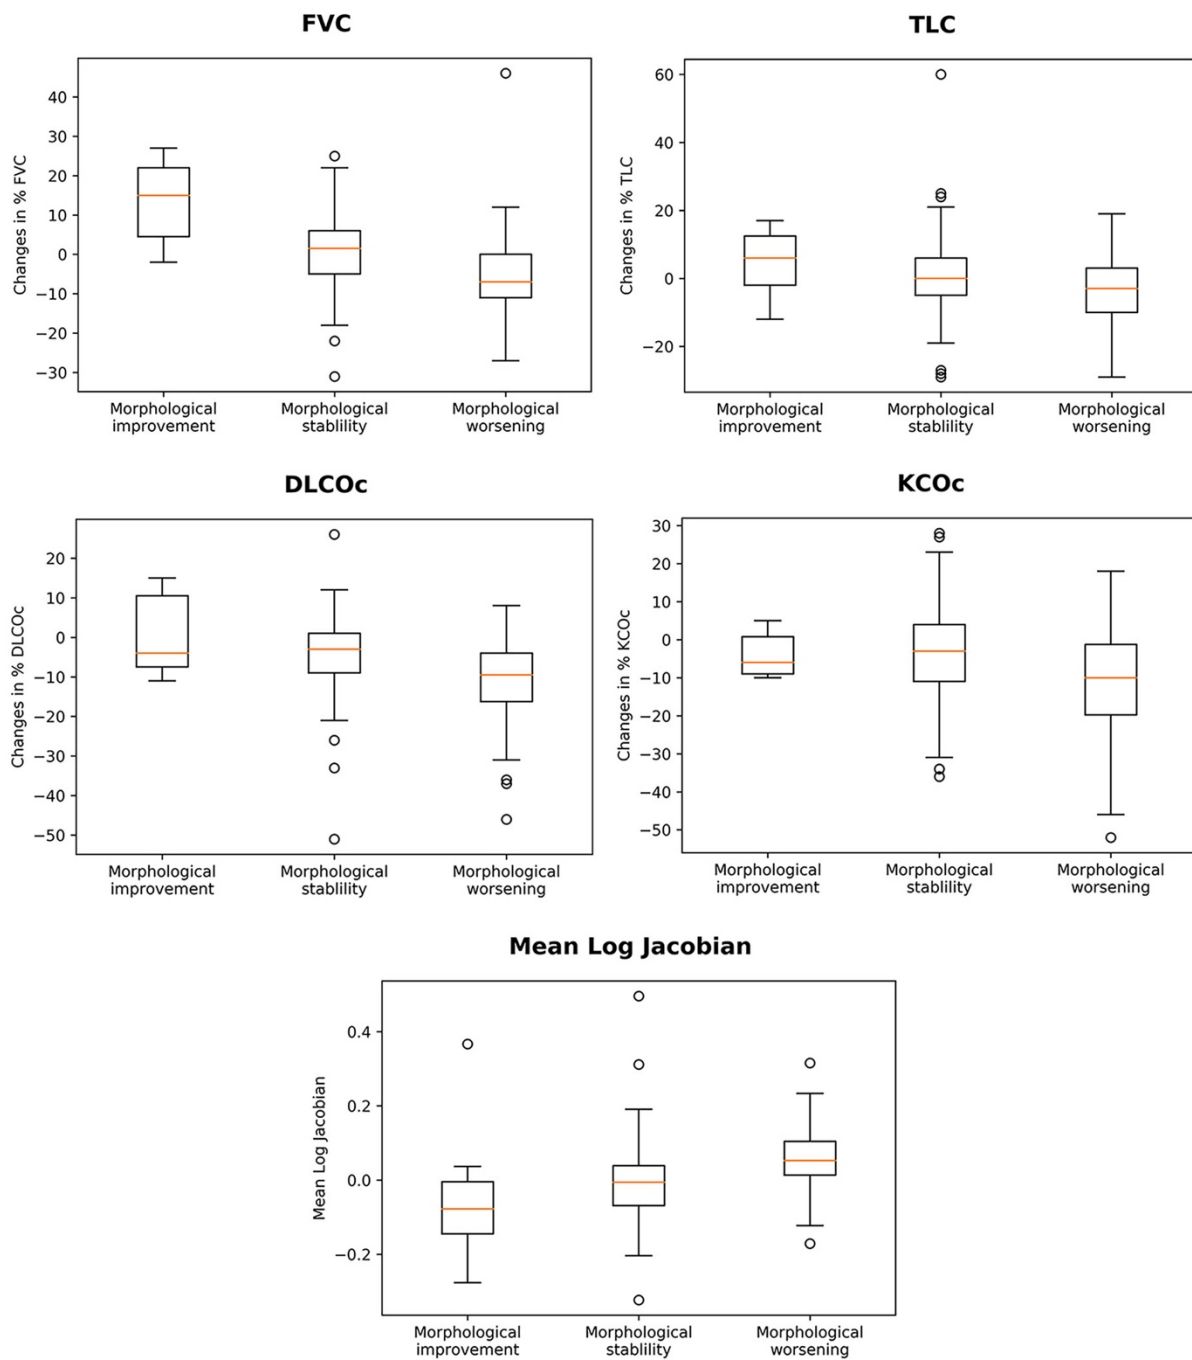 FVC
Changes in % FVC
40
30
20
10
0
−10
−20
−30
Morphological
improvement
Morphological
stablility
Morphological
worsening
TLC
Changes in % TLC
60
40
20
0
−20
Morphological
improvement
Morphological
stablility
Morphological
worsening
DLCOc
Changes in % DLCOc
20
10
0
−10
−20
−30
−40
−50
Morphological
improvement
Morphological
stablility
Morphological
worsening
KCOc
Changes in % KCOc
30
20
10
0
−10
−20
−30
−40
−50
Morphological
improvement
Morphological
stablility
Morphological
worsening
Mean Log Jacobian
Mean Log Jacobian
0.4
0.2
0.0
−0.2
Morphological
improvement
Morphological
stablility
Morphological
worsening